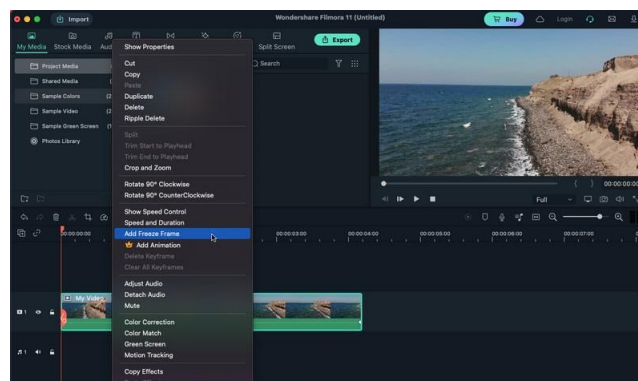 Import
Wondershare Filmora 11 (Untitled)
Buy
Login
My Media
Stock Media
Split Screen
Export
Project Media
Shared Media
Sample Colors
Sample Video
Sample Green Screen
Photos Library
Search
Show Properties
Cut
Copy
Paste
Duplicate
Delete
Ripple Delete
Split
Trim Start to Playhead
Trim End to Playhead
Crop and Zoom
Rotate 90° Clockwise
Rotate 90° CounterClockwise
Show Speed Control
Speed and Duration
Add Freeze Frame
Add Animation
Delete Keyframe
Clear All Keyframes
Adjust Audio
Detach Audio
Mute
Color Correction
Color Match
Green Screen
Motion Tracking
Copy Effects
{ }
Full
00:00:00:00
00:00:03:00
00:00:04:00
00:00:05:00
00:00:06:00
00:00:07:00
My Video
1
1